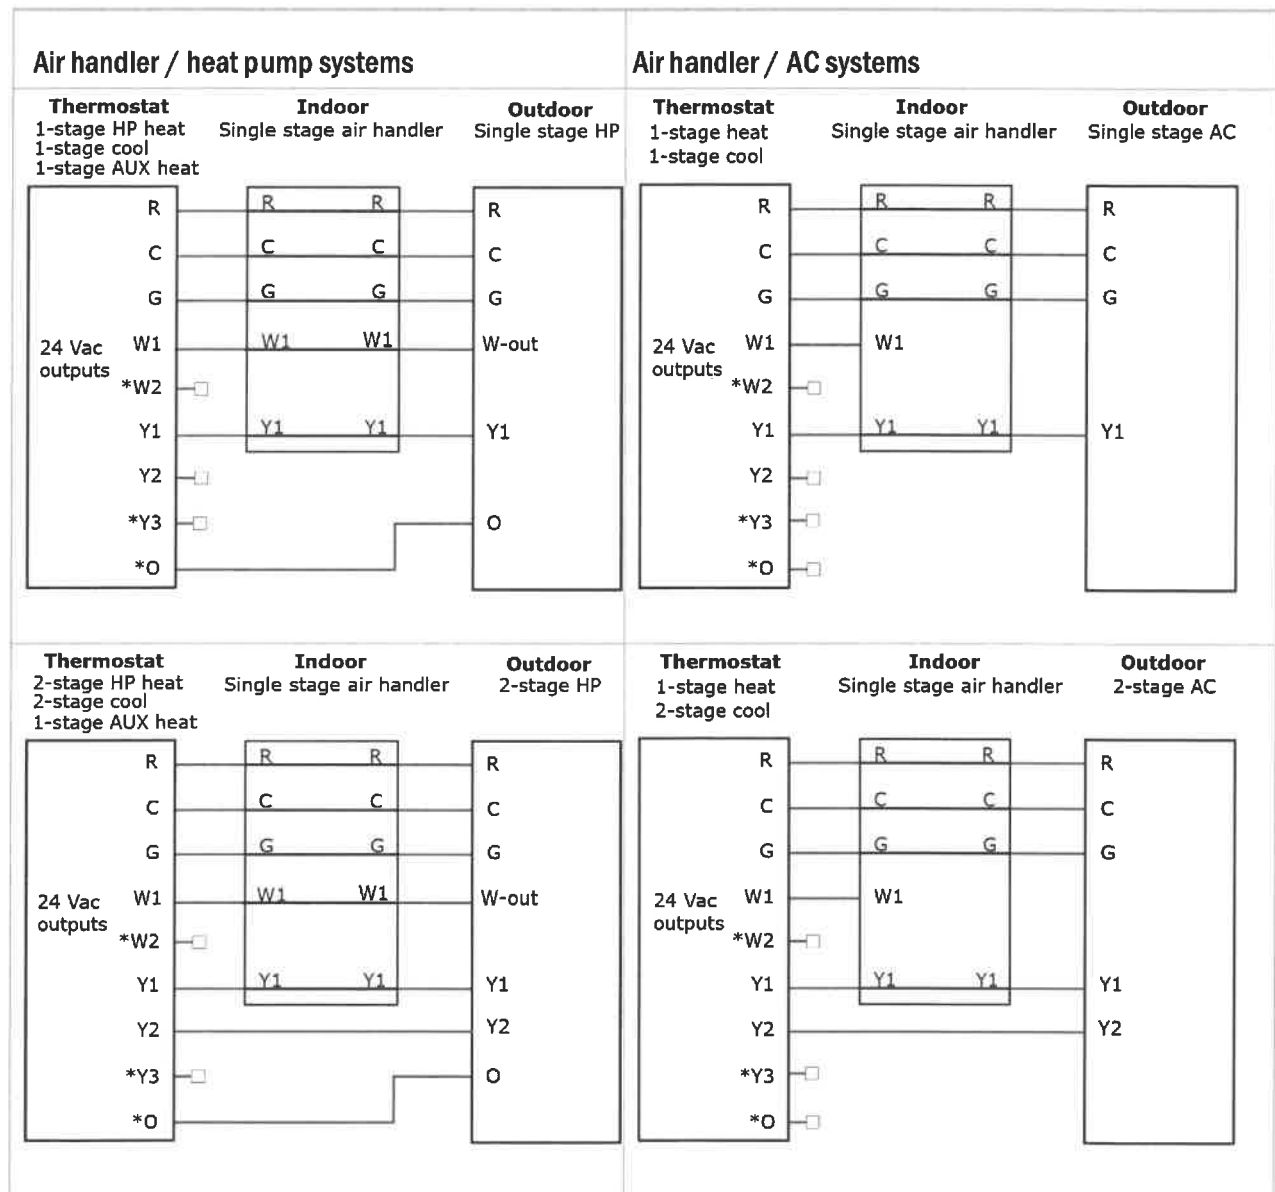 Air handler / heat pump systems
Air handler / AC systems
Thermostat
1-stage HP heat
1-stage cool
1-stage AUX heat
Indoor
Single stage air handler
Outdoor
Single stage HP
24 Vac
outputs
R
C
G
W1
*W2
Y1
Y2
*Y3
*O
R R
C C
G G
W1 W1
Y1 Y1
R
C
G
W-out
Y1
O
Thermostat
1-stage heat
1-stage cool
Indoor
Single stage air handler
Outdoor
Single stage AC
24 Vac
outputs
R
C
G
W1
*W2
Y1
Y2
*Y3
*O
R R
C C
G G
W1
Y1 Y1
R
C
G
Y1
Thermostat
2-stage HP heat
2-stage cool
1-stage AUX heat
Indoor
Single stage air handler
Outdoor
2-stage HP
24 Vac
outputs
R
C
G
W1
*W2
Y1
Y2
*Y3
*O
R R
C C
G G
W1 W1
Y1 Y1
R
C
G
W-out
Y1
Y2
O
Thermostat
1-stage heat
2-stage cool
Indoor
Single stage air handler
Outdoor
2-stage AC
24 Vac
outputs
R
C
G
W1
*W2
Y1
Y2
*Y3
*O
R R
C C
G G
W1
Y1 Y1
R
C
G
Y1
Y2